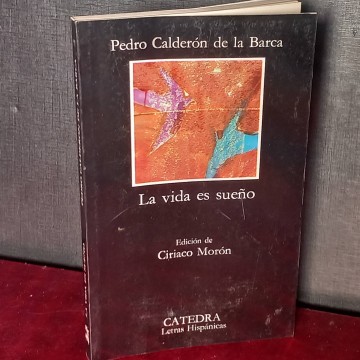 Pedro Calderón de la Barca
La vida es sueño
Edición de
Ciriaco Morón
CATEDRA
Letras Hispánicas